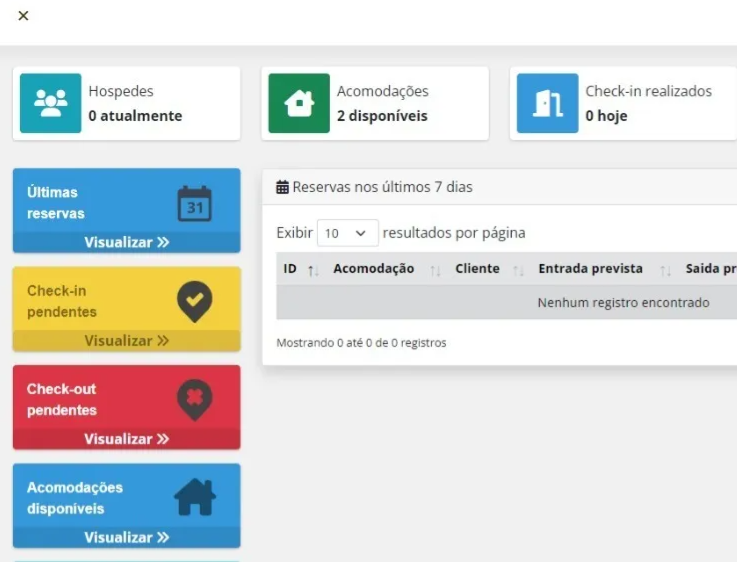 Hospedes
0 atualmente
Acomodações
2 disponíveis
Check-in realizados
0 hoje
Últimas
reservas
31
Visualizar
Check-in
pendentes
Visualizar
Check-out
pendentes
Visualizar
Acomodações
disponíveis
Visualizar
Reservas nos últimos 7 dias
Exibir 10 resultados por página
ID Acomodação Cliente Entrada prevista Saida pr
Nenhum registro encontrado
Mostrando 0 até 0 de 0 registros